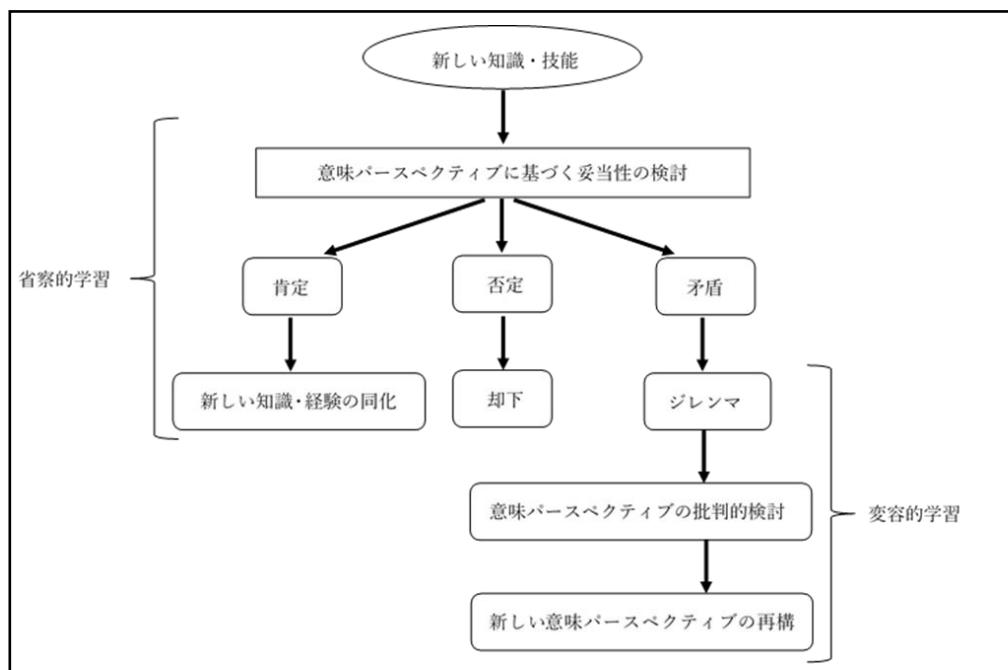 新しい知識・技能
意味パースペクティブに基づく妥当性の検討
省察的学習
肯定
否定
矛盾
新しい知識・経験の同化
却下
ジレンマ
意味パースペクティブの批判的検討
変容的学習
新しい意味パースペクティブの再構